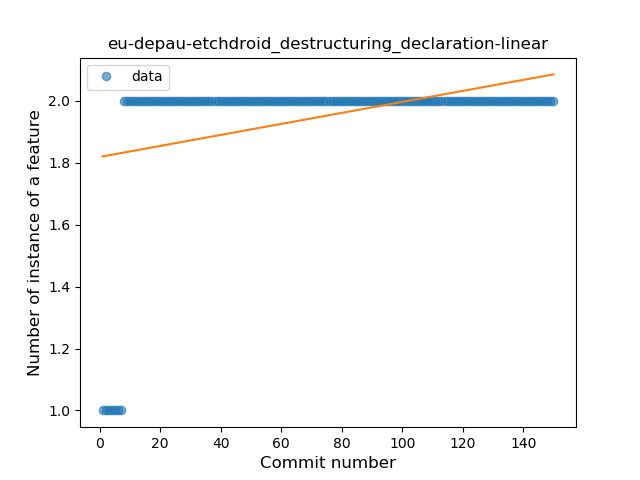 eu-depau-etchdroid_destructuring_declaration-linear
data
Number of instance of a feature
2.0
1.8
1.6
1.4
1.2
1.0
0 20 40 60 80 100 120 140
Commit number